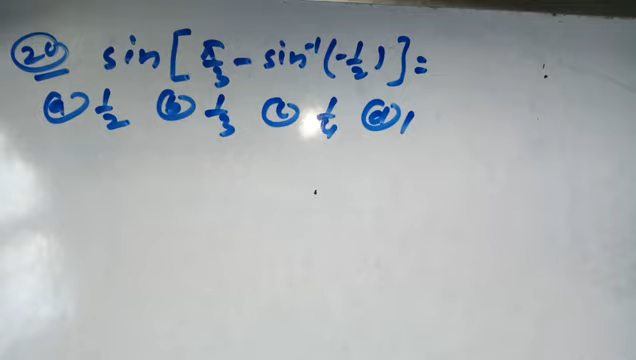 20 sin[π/3 - sin⁻¹(-1/2)] =
a 1/2 b 1/3 c 1/4 d 1